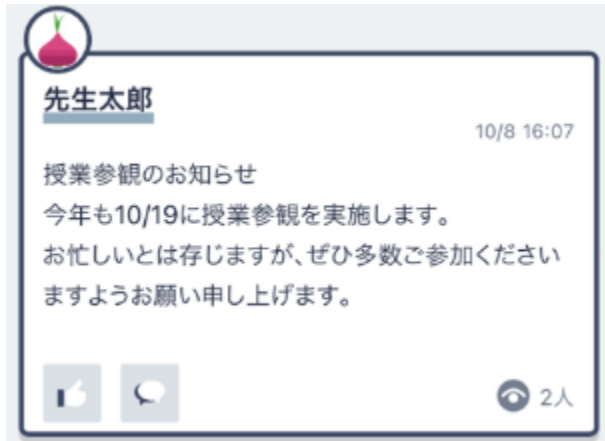 先生太郎
10/8 16:07
授業参観のお知らせ
今年も10/19に授業参観を実施します。
お忙しいとは存じますが、ぜひ多数ご参加ください
ますようお願い申し上げます。
2人